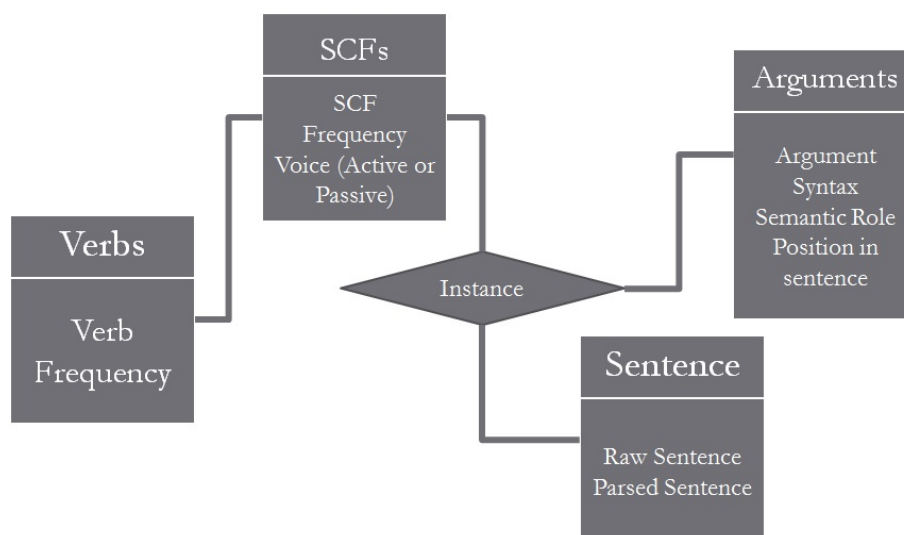 SCFs
SCF
Frequency
Voice (Active or
Passive)
Arguments
Argument
Syntax
Semantic Role
Position in
sentence
Verbs
Verb
Frequency
Instance
Sentence
Raw Sentence
Parsed Sentence